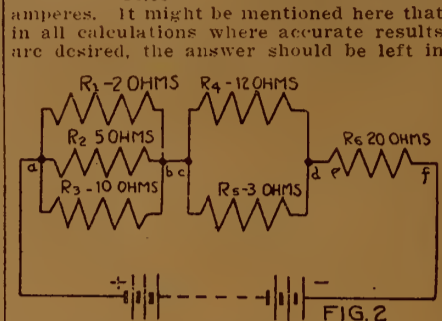 amperes. It might be mentioned here that
in all calculations where accurate results
are desired, the answer should be left in
R1-2 OHMS
R4-12 OHMS
R2 5 OHMS
R6 20 OHMS
a
b c
d
e
f
R3-10 OHMS
R5-3 OHMS
+
−
FIG. 2